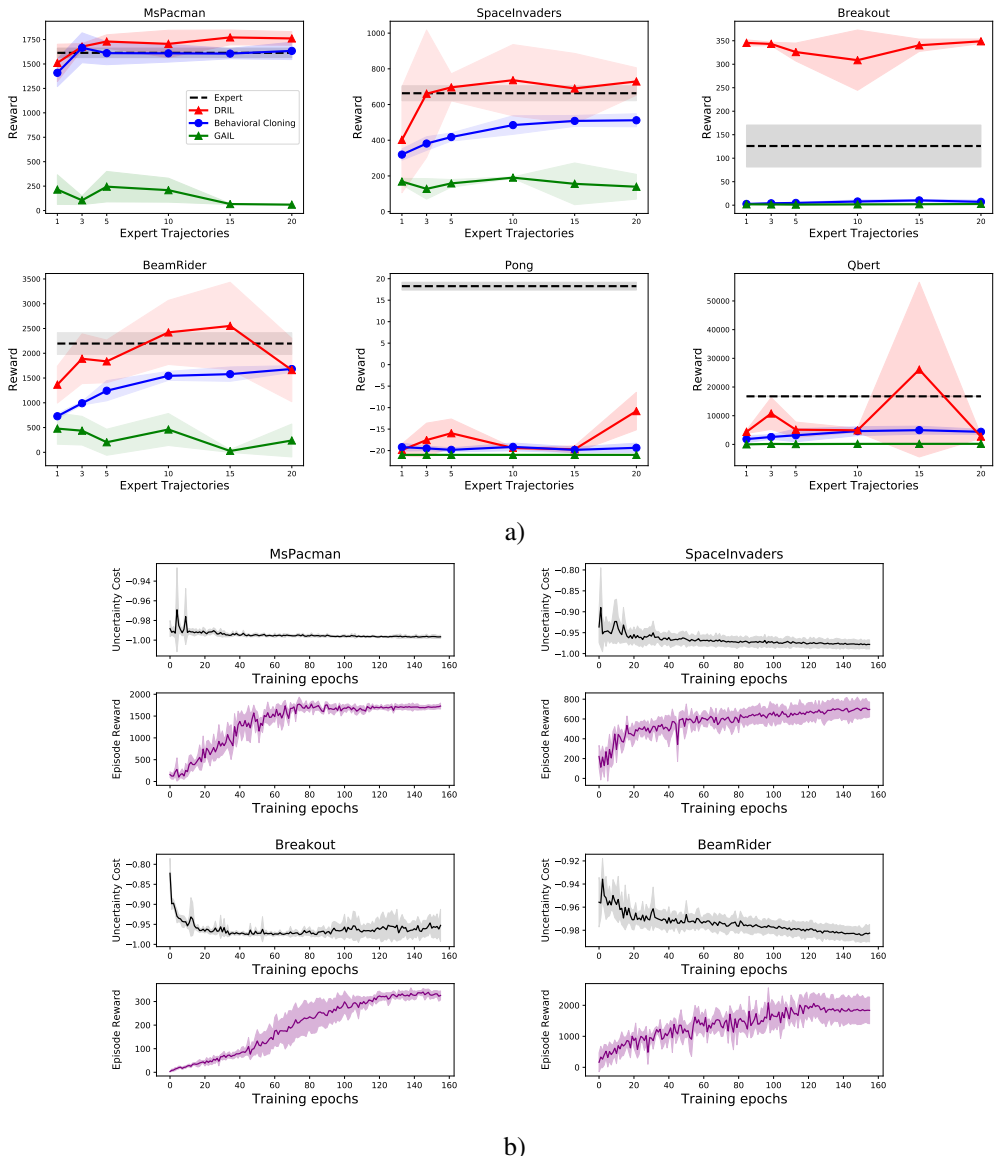 MsPacman
Reward
1750
1500
1250
1000
750
500
250
0
Expert
DRIL
Behavioral Cloning
GAIL
1 3 5 10 15 20
Expert Trajectories
SpaceInvaders
Reward
1000
800
600
400
200
0
1 3 5 10 15 20
Expert Trajectories
Breakout
Reward
350
300
250
200
150
100
50
0
1 3 5 10 15 20
Expert Trajectories
BeamRider
Reward
3500
3000
2500
2000
1500
1000
500
0
1 3 5 10 15 20
Expert Trajectories
Pong
Reward
20
15
10
5
0
−5
−10
−15
−20
1 3 5 10 15 20
Expert Trajectories
Qbert
Reward
50000
40000
30000
20000
10000
0
1 3 5 10 15 20
Expert Trajectories
a)
MsPacman
Uncertainty Cost
−0.94
−0.96
−0.98
−1.00
0 20 40 60 80 100 120 140 160
Training epochs
Episode Reward
2000
1500
1000
500
0
0 20 40 60 80 100 120 140 160
Training epochs
SpaceInvaders
Uncertainty Cost
−0.80
−0.85
−0.90
−0.95
−1.00
0 20 40 60 80 100 120 140 160
Training epochs
Episode Reward
800
600
400
200
0
0 20 40 60 80 100 120 140 160
Training epochs
Breakout
Uncertainty Cost
−0.80
−0.85
−0.90
−0.95
−1.00
0 20 40 60 80 100 120 140 160
Training epochs
Episode Reward
300
200
100
0
0 20 40 60 80 100 120 140 160
Training epochs
BeamRider
Uncertainty Cost
−0.92
−0.94
−0.96
−0.98
0 20 40 60 80 100 120 140 160
Training epochs
Episode Reward
2000
1000
0
0 20 40 60 80 100 120 140 160
Training epochs
b)